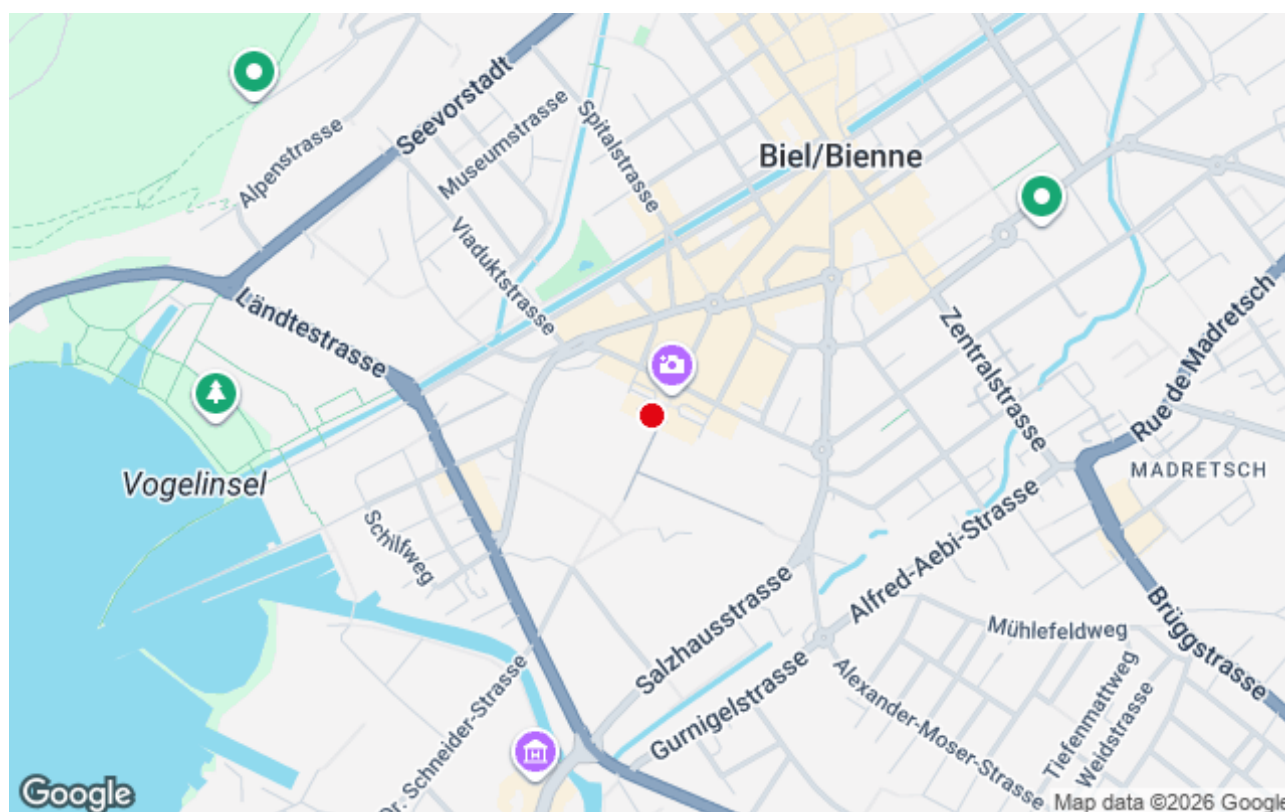 Seevorstadt
Museumstrasse
Alpenstrasse
Spitalstrasse
Biel/Bienne
Viaduktstrasse
Ländtestrasse
Zentralstrasse
Rue de Madretsch
MADRETSCH
Vogelinsel
Schilfweg
Alfred-Aebi-Strasse
Salzhausstrasse
Brüggstrasse
Mühlefeldweg
Gurnigelstrasse
Alexander-Moser-Strasse
Tiefenmattweg
Weidstrasse
Dr. Schneider-Strasse
H
Google
Map data ©2026 Google